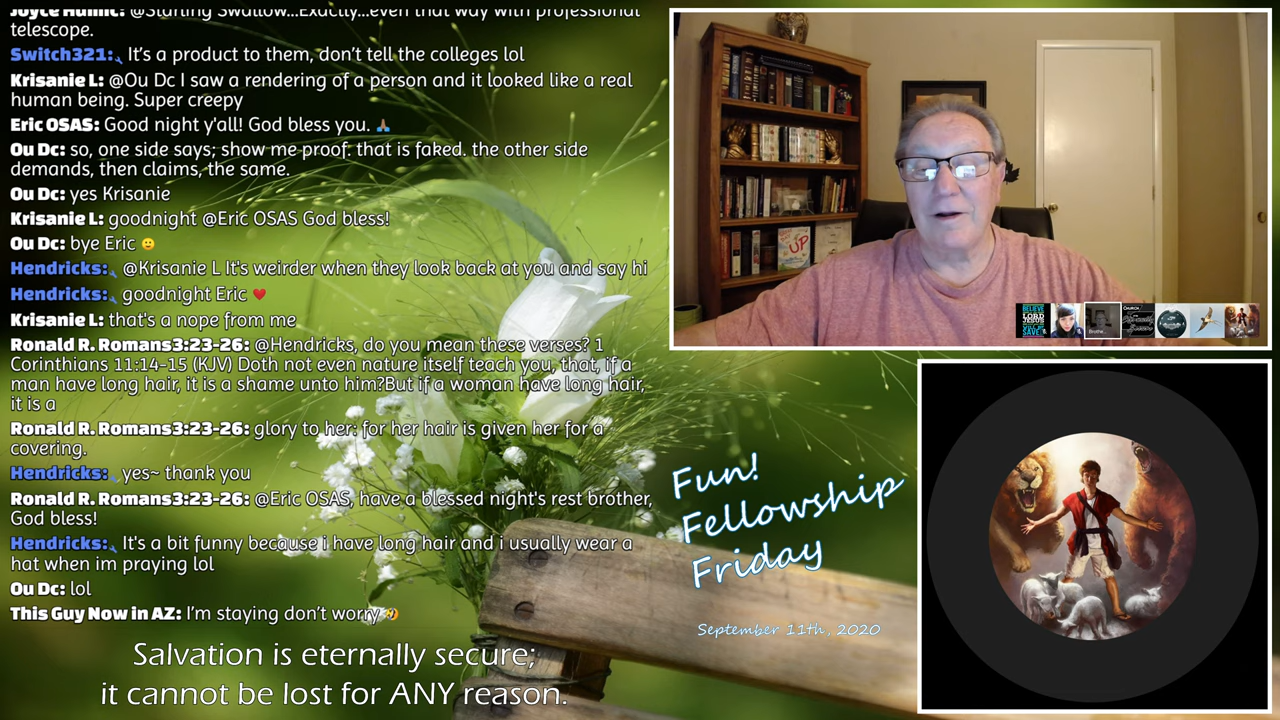 Joyce Hullic: @Starling Swallow...Exactly...even that way with professional
telescope.
Switch321: It's a product to them, don't tell the colleges lol
Krisanie L: @Ou Dc I saw a rendering of a person and it looked like a real
human being. Super creepy
Eric OSAS: Good night y'all! God bless you. 🙏🏽
Ou Dc: so, one side says; show me proof. that is faked. the other side
demands, then claims, the same.
Ou Dc: yes Krisanie
Krisanie L: goodnight @Eric OSAS God bless!
Ou Dc: bye Eric 🙂
Hendricks: @Krisanie L It's weirder when they look back at you and say hi
Hendricks: goodnight Eric ❤️
Krisanie L: that's a nope from me
Ronald R. Romans3:23-26: @Hendricks, do you mean these verses? 1
Corinthians 11:14-15 (KJV) Doth not even nature itself teach you, that, if a
man have long hair, it is a shame unto him?But if a woman have long hair,
it is a
Ronald R. Romans3:23-26: glory to her: for her hair is given her for a
covering.
Hendricks: yes~ thank you
Ronald R. Romans3:23-26: @Eric OSAS, have a blessed night's rest brother,
God bless!
Hendricks: It's a bit funny because i have long hair and i usually wear a
hat when im praying lol
Ou Dc: lol
This Guy Now in AZ: I'm staying don't worry
Salvation is eternally secure;
it cannot be lost for ANY reason.
UP
BELIEVE
LORD
JESUS
WILL BE
SAVED
Brothe...
Fun!
Fellowship
Friday
September 11th, 2020